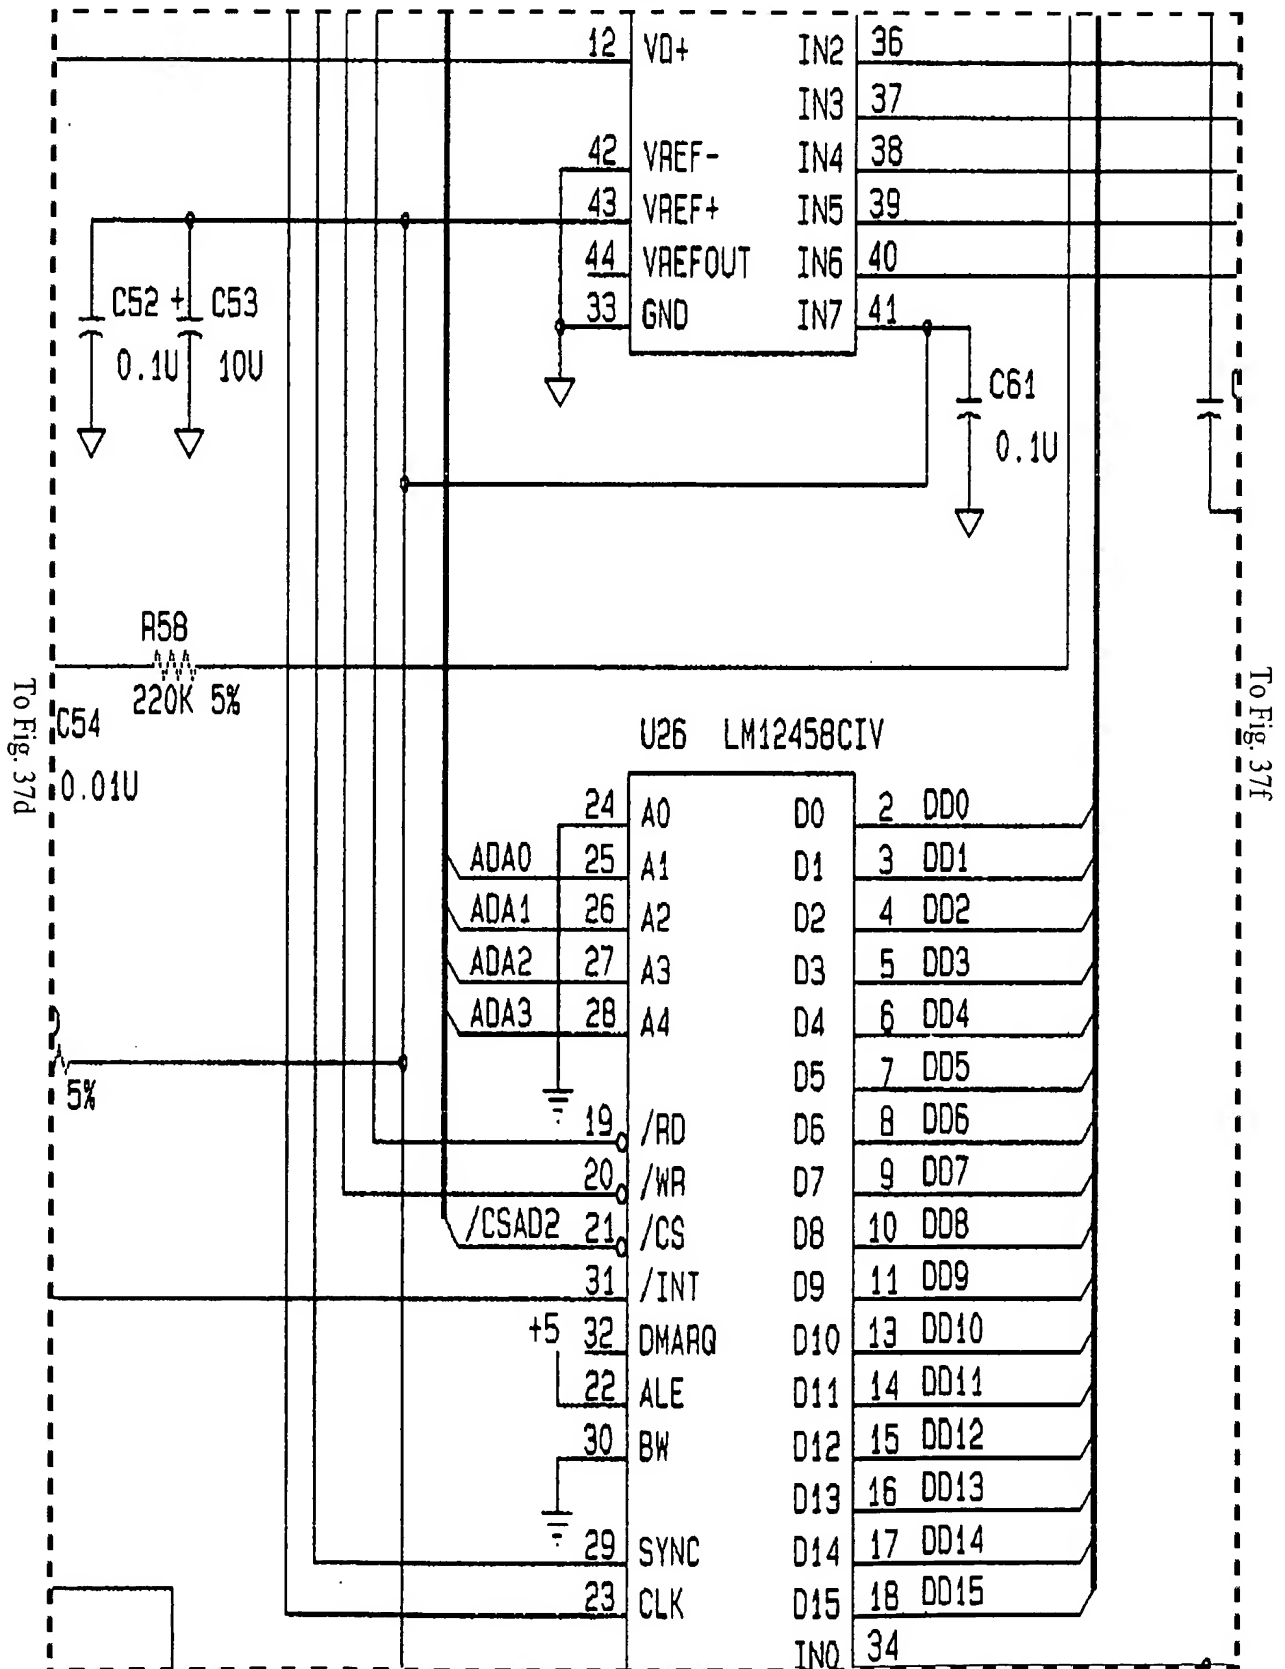 12 VD+ IN2 36
IN3 37
42 VREF- IN4 38
43 VREF+ IN5 39
44 VREFOUT IN6 40
33 GND IN7 41
C52 + C53
0.1U 10U
C61
0.1U
R58
220K 5%
To Fig. 37d
To Fig. 37f
C54
0.01U
U26 LM12458CIV
24 A0 D0 2 DD0
ADA0 25 A1 D1 3 DD1
ADA1 26 A2 D2 4 DD2
ADA2 27 A3 D3 5 DD3
ADA3 28 A4 D4 6 DD4
D5 7 DD5
5%
19 /RD D6 8 DD6
20 /WR D7 9 DD7
/CSAD2 21 /CS D8 10 DD8
31 /INT D9 11 DD9
+5 32 DMARQ D10 13 DD10
22 ALE D11 14 DD11
30 BW D12 15 DD12
D13 16 DD13
29 SYNC D14 17 DD14
23 CLK D15 18 DD15
IN0 34